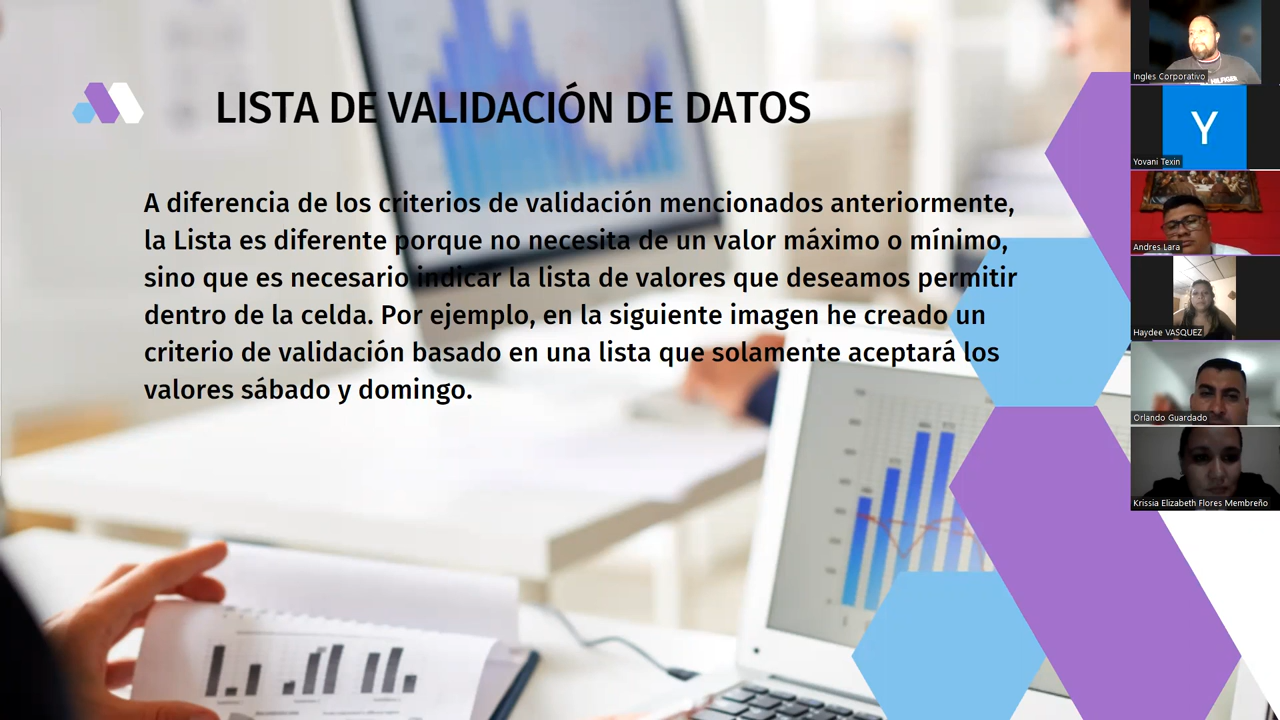 LISTA DE VALIDACIÓN DE DATOS
A diferencia de los criterios de validación mencionados anteriormente,
la Lista es diferente porque no necesita de un valor máximo o mínimo,
sino que es necesario indicar la lista de valores que deseamos permitir
dentro de la celda. Por ejemplo, en la siguiente imagen he creado un
criterio de validación basado en una lista que solamente aceptará los
valores sábado y domingo.
Ingles Corporativo
Y
Yovani Texin
Andres Lara
Haydee VASQUEZ
Orlando Guardado
Krissia Elizabeth Flores Membreño